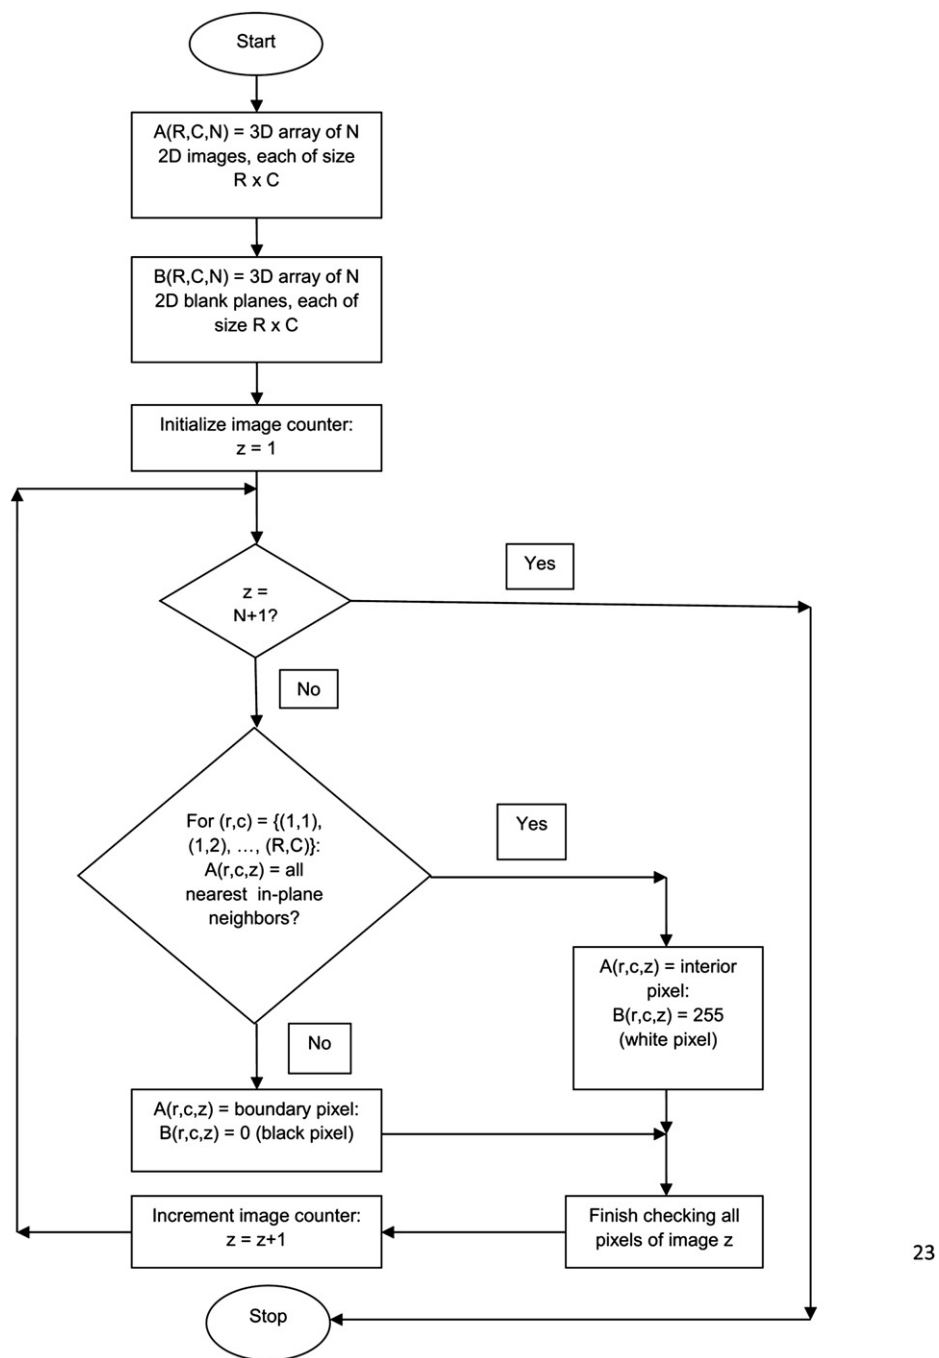 Start
A(R,C,N) = 3D array of N
2D images, each of size
R x C
B(R,C,N) = 3D array of N
2D blank planes, each of
size R x C
Initialize image counter:
z = 1
z =
N+1?
Yes
No
For (r,c) = {(1,1),
(1,2), …, (R,C)}:
A(r,c,z) = all
nearest in-plane
neighbors?
Yes
A(r,c,z) = interior
pixel:
B(r,c,z) = 255
(white pixel)
No
A(r,c,z) = boundary pixel:
B(r,c,z) = 0 (black pixel)
Finish checking all
pixels of image z
Increment image counter:
z = z+1
23
Stop